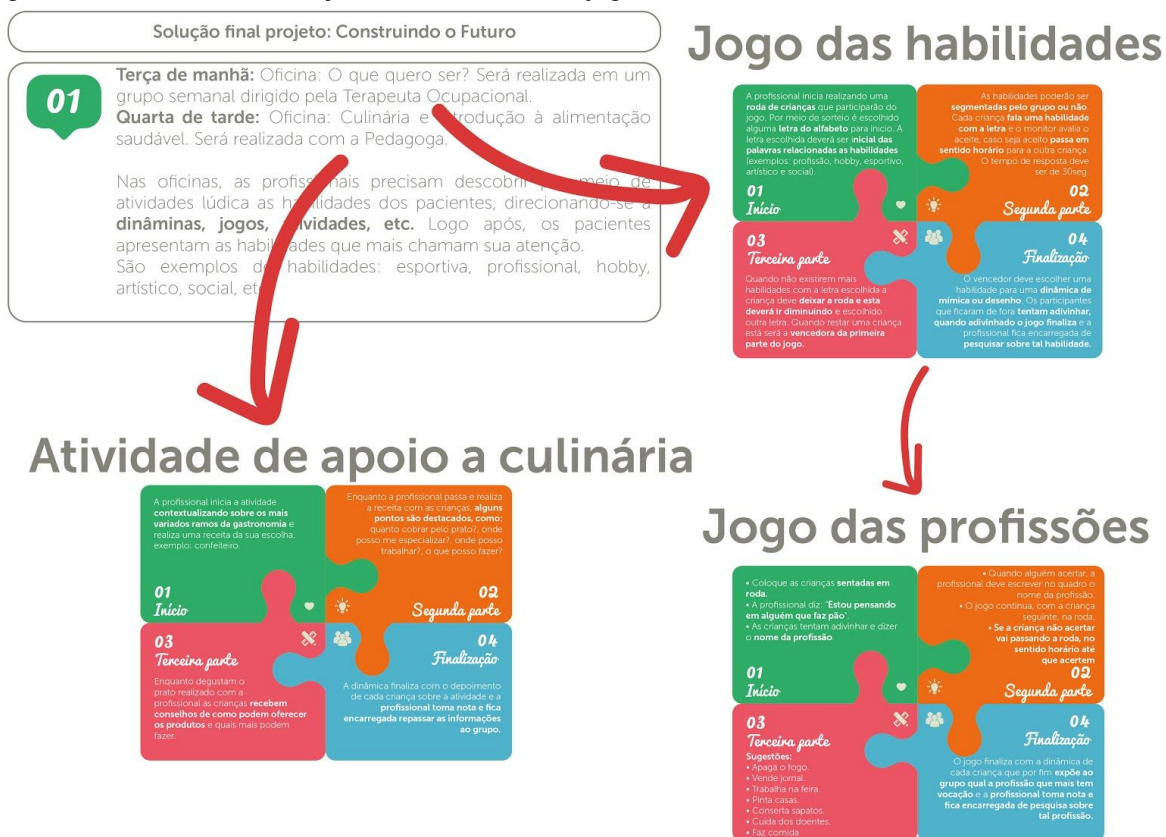 Solução final projeto: Construindo o Futuro
01
Terça de manhã: Oficina: O que quero ser? Será realizada em um
grupo semanal dirigido pela Terapeuta Ocupacional.
Quarta de tarde: Oficina: Culinária e introdução à alimentação
saudável. Será realizada com a Pedagoga.
Nas oficinas, as profissionais precisam descobrir por meio de
atividades lúdica as habilidades dos pacientes, direcionando-se a
dinâminas, jogos, atividades, etc. Logo após, os pacientes
apresentam as habilidades que mais chamam sua atenção.
São exemplos de habilidades: esportiva, profissional, hobby,
artístico, social, etc
Jogo das habilidades
A profissional inicia realizando uma
roda de crianças que participarão do
jogo. Por meio de sorteio é escolhido
alguma letra do alfabeto para inicio. A
letra escolhida deverá ser inicial das
palavras relacionadas as habilidades
(exemplos: profissão, hobby, esportivo,
artístico e social).
01
Início
As habilidades poderão ser
segmentadas pelo grupo ou não.
Cada criança fala uma habilidade
com a letra e o monitor avalia o
aceite, caso seja aceito passa em
sentido horário para a outra criança.
O tempo de resposta deve
ser de 30seg.
02
Segunda parte
03
Terceira parte
Quando não existirem mais
habilidades com a letra escolhida a
criança deve deixar a roda e esta
deverá ir diminuindo e escolhido
outra letra. Quando restar uma criança
está será a vencedora da primeira
parte do jogo.
04
Finalização
O vencedor deve escolher uma
habilidade para uma dinâmica de
mímica ou desenho. Os participantes
que ficaram de fora tentam adivinhar,
quando adivinhado o jogo finaliza e a
profissional fica encarregada de
pesquisar sobre tal habilidade.
Atividade de apoio a culinária
A profissional inicia a atividade
contextualizando sobre os mais
variados ramos da gastronomia e
realiza uma receita da sua escolha,
exemplo: confeiteiro.
01
Início
Enquanto a profissional passa e realiza
a receita com as crianças, alguns
pontos são destacados, como:
quanto cobrar pelo prato?, onde
posso me especializar?, onde posso
trabalhar?, o que posso fazer?
02
Segunda parte
03
Terceira parte
Enquanto degustam o
prato realizado com a
profissional as crianças recebem
conselhos de como podem oferecer
os produtos e quais mais podem
fazer.
04
Finalização
A dinâmica finaliza com o depoimento
de cada criança sobre a atividade e a
profissional toma nota e fica
encarregada repassar as informações
ao grupo.
Jogo das profissões
• Coloque as crianças sentadas em
roda.
• A profissional diz: "Estou pensando
em alguém que faz pão".
• As crianças tentam adivinhar e dizer
o nome da profissão.
01
Início
• Quando alguém acertar, a
profissional deve escrever no quadro o
nome da profissão.
• O jogo continua, com a criança
seguinte, na roda.
• Se a criança não acertar
vai passando a roda, no
sentido horário até
que acertem
02
Segunda parte
03
Terceira parte
Sugestões:
• Apaga o fogo.
• Vende jornal.
• Trabalha na feira.
• Pinta casas.
• Conserta sapatos.
• Cuida dos doentes.
• Faz comida
04
Finalização
O jogo finaliza com a dinâmica de
cada criança que por fim expõe ao
grupo qual a profissão que mais tem
vocação e a profissional toma nota e
fica encarregada de pesquisa sobre
tal profissão.